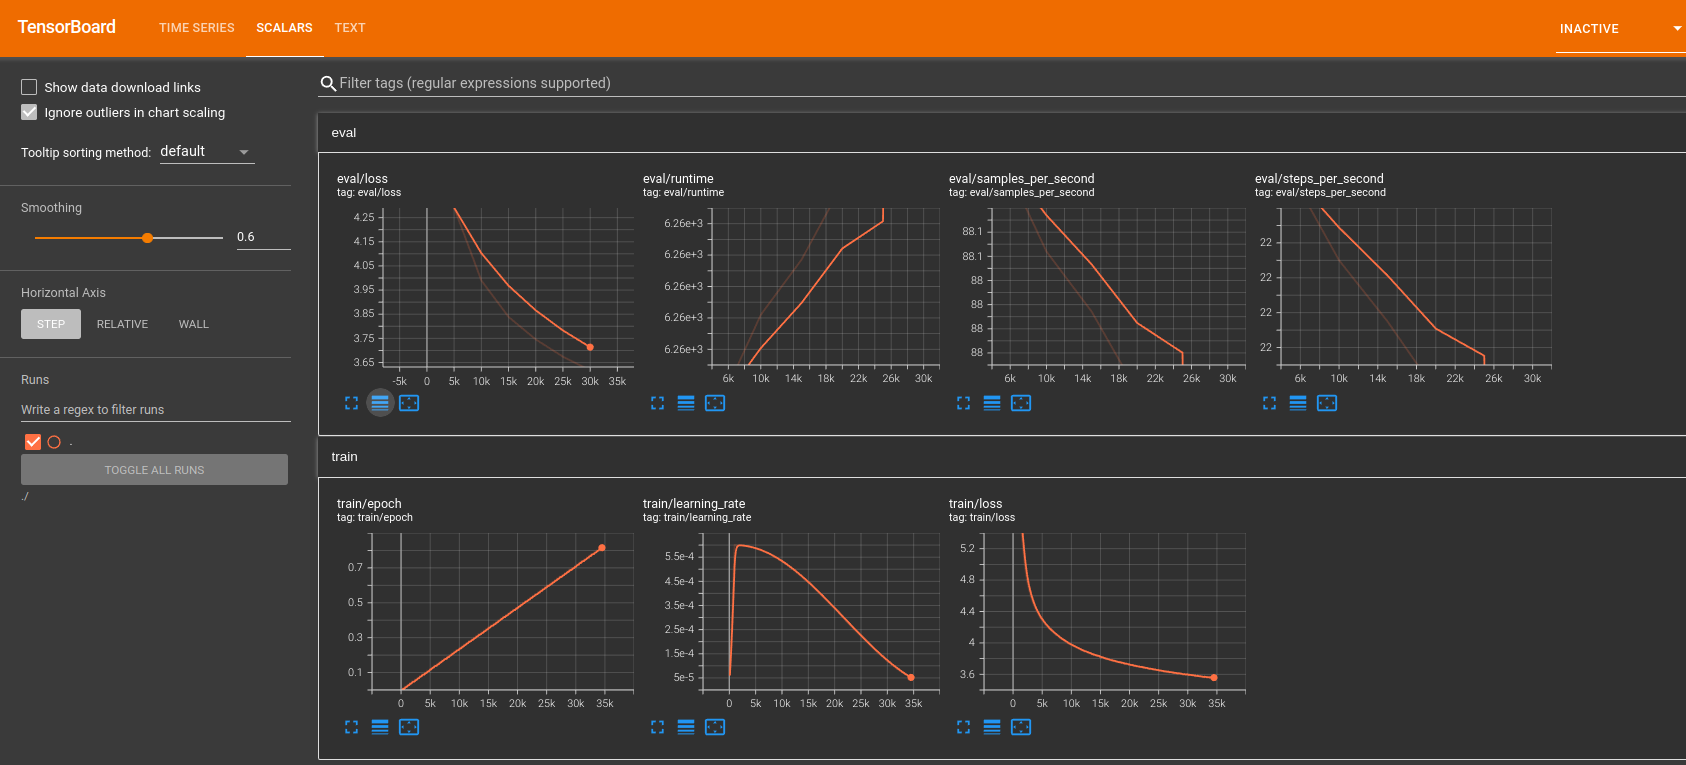 TensorBoard
TIME SERIES SCALARS TEXT
INACTIVE
Show data download links
Ignore outliers in chart scaling
Tooltip sorting method: default
Smoothing
0.6
Horizontal Axis
STEP RELATIVE WALL
Runs
Write a regex to filter runs
.
TOGGLE ALL RUNS
./
Filter tags (regular expressions supported)
eval
eval/loss
tag: eval/loss
4.25
4.15
4.05
3.95
3.85
3.75
3.65
-5k 0 5k 10k 15k 20k 25k 30k 35k
eval/runtime
tag: eval/runtime
6.26e+3
6.26e+3
6.26e+3
6.26e+3
6.26e+3
6k 10k 14k 18k 22k 26k 30k
eval/samples_per_second
tag: eval/samples_per_second
88.1
88.1
88
88
88
88
6k 10k 14k 18k 22k 26k 30k
eval/steps_per_second
tag: eval/steps_per_second
22
22
22
22
6k 10k 14k 18k 22k 26k 30k
train
train/epoch
tag: train/epoch
0.7
0.5
0.3
0.1
0 5k 10k 15k 20k 25k 30k 35k
train/learning_rate
tag: train/learning_rate
5.5e-4
4.5e-4
3.5e-4
2.5e-4
1.5e-4
5e-5
0 5k 10k 15k 20k 25k 30k 35k
train/loss
tag: train/loss
5.2
4.8
4.4
4
3.6
0 5k 10k 15k 20k 25k 30k 35k